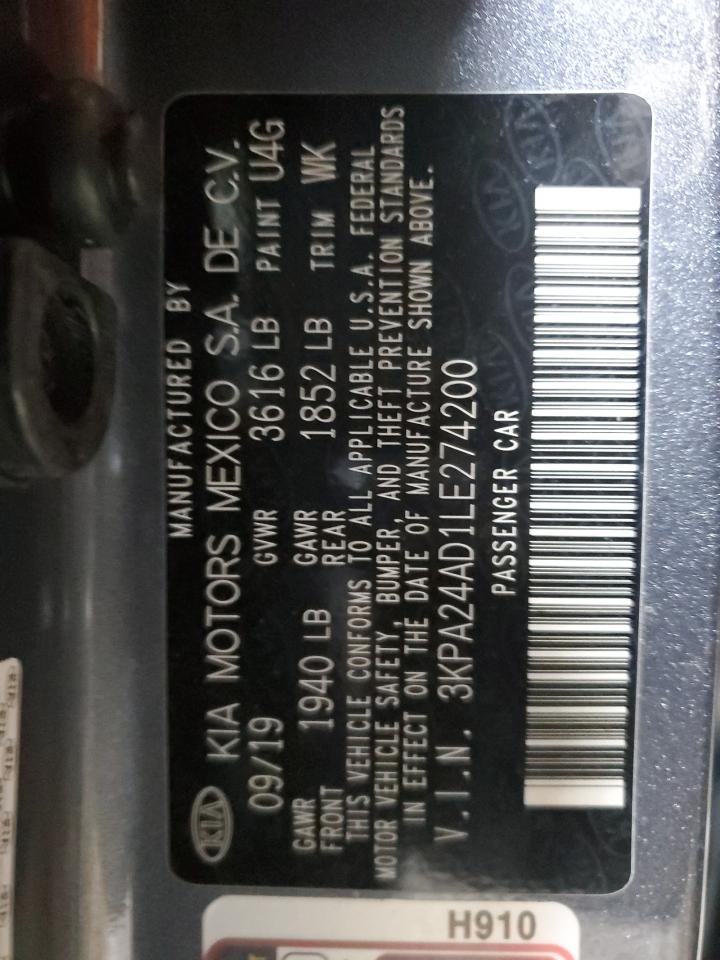 MANUFACTURED BY
KIA KIA MOTORS MEXICO S.A. DE C.V.
09/19 GVWR 3616 LB PAINT U4G
GAWR FRONT 1940 LB GAWR REAR 1852 LB TRIM WK
THIS VEHICLE CONFORMS TO ALL APPLICABLE U.S.A. FEDERAL
MOTOR VEHICLE SAFETY, BUMPER, AND THEFT PREVENTION STANDARDS
IN EFFECT ON THE DATE OF MANUFACTURE SHOWN ABOVE.
V.I.N. 3KPA24AD1LE274200
PASSENGER CAR
H910